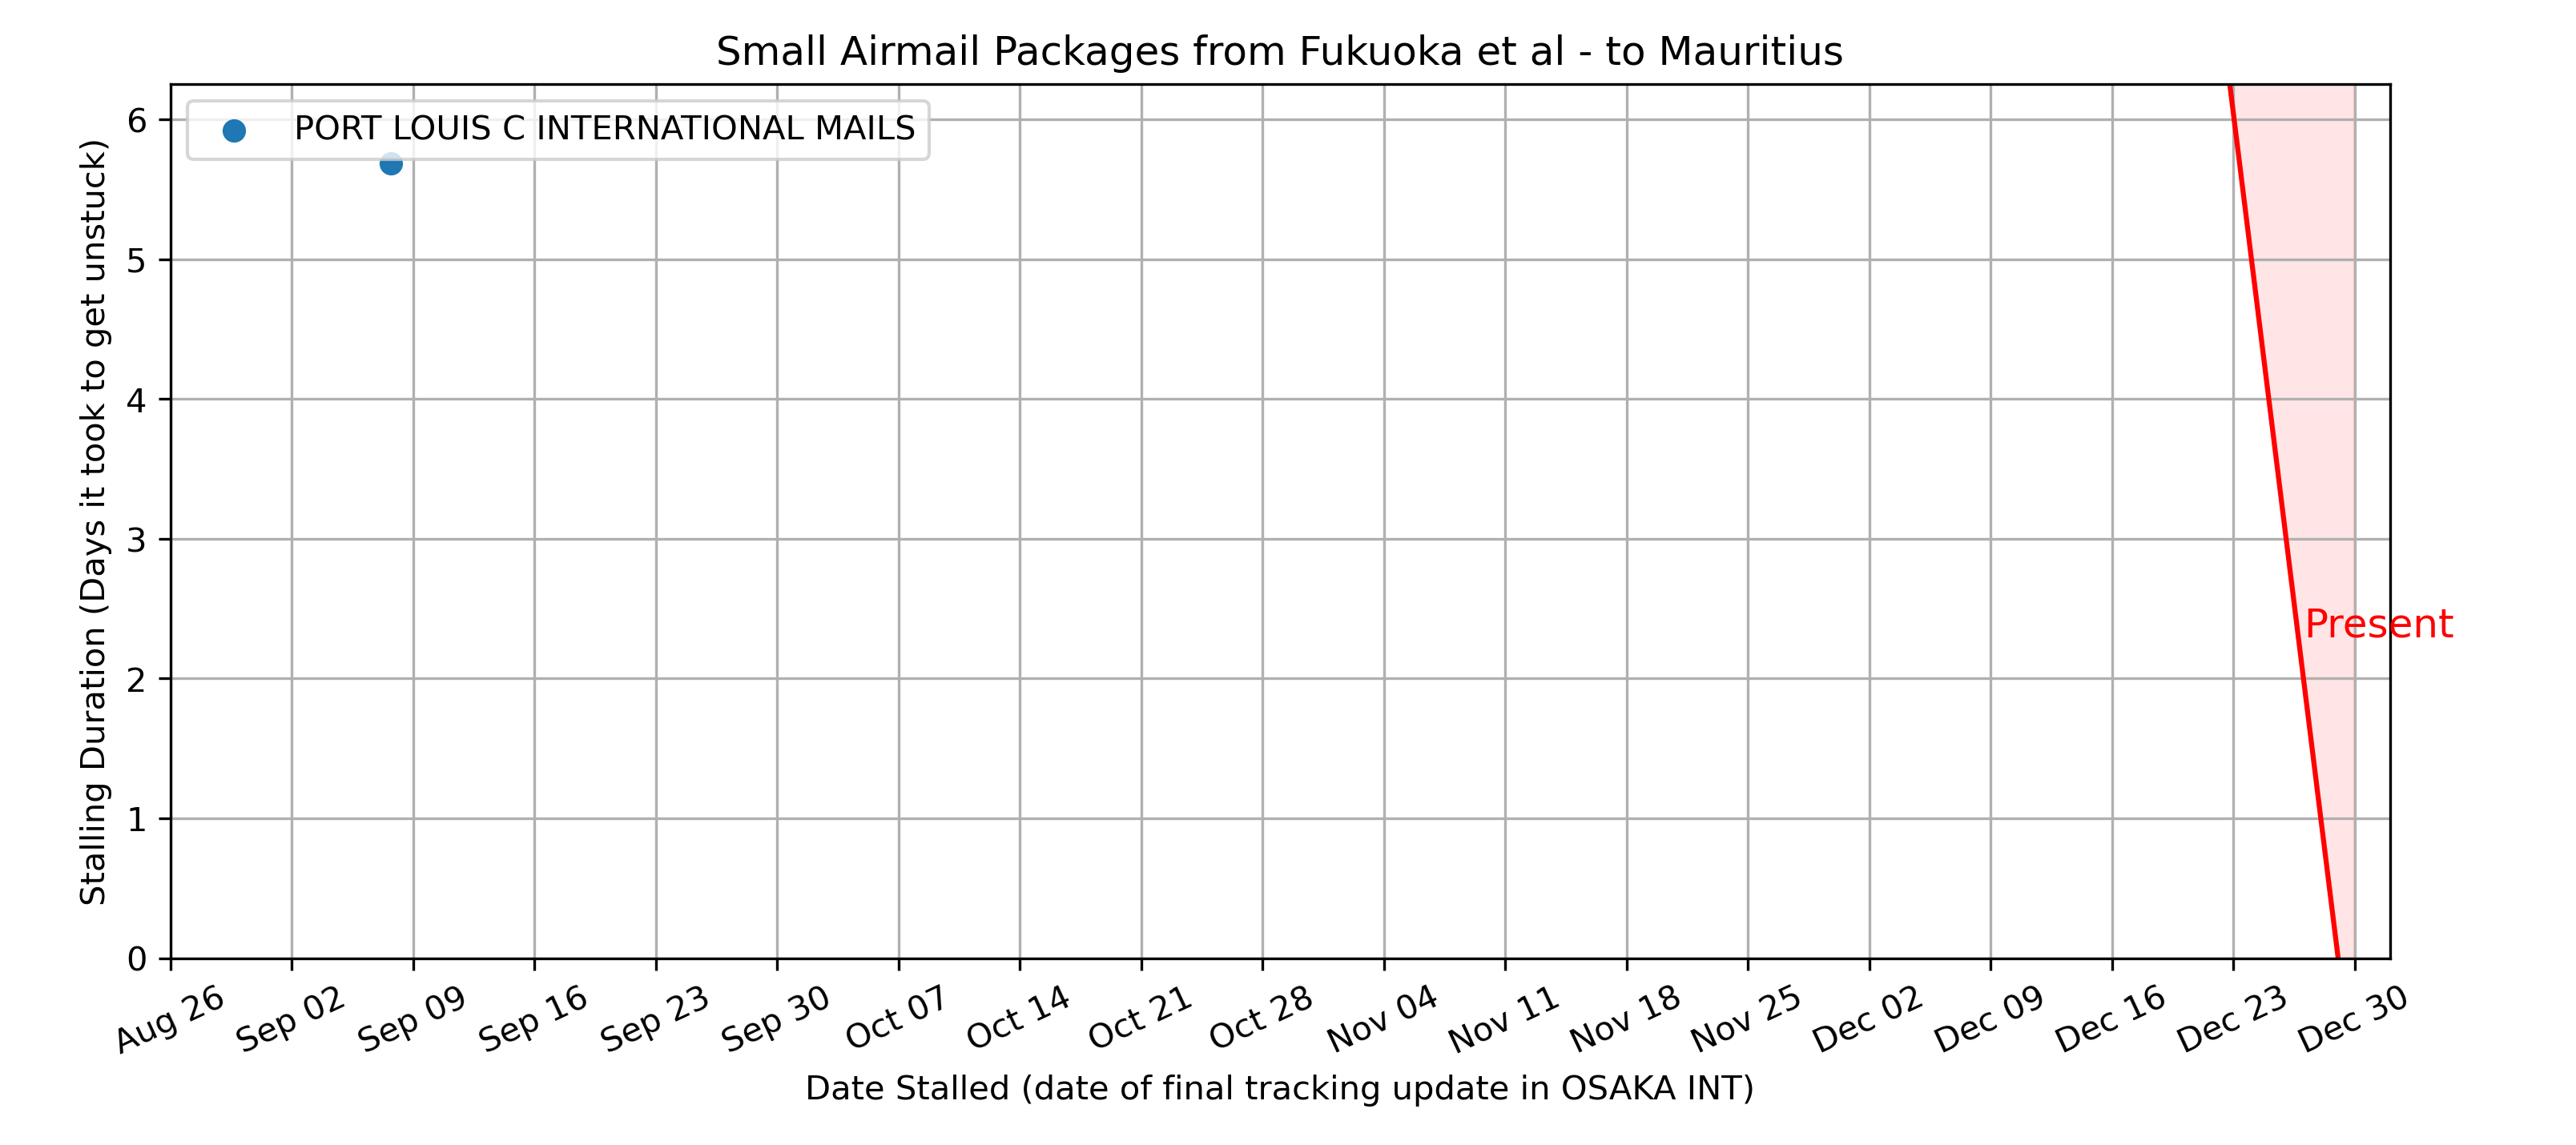 Small Airmail Packages from Fukuoka et al - to Mauritius
PORT LOUIS C INTERNATIONAL MAILS
Stalling Duration (Days it took to get unstuck)
6
5
4
3
2
1
0
Present
Aug 26 Sep 02 Sep 09 Sep 16 Sep 23 Sep 30 Oct 07 Oct 14 Oct 21 Oct 28 Nov 04 Nov 11 Nov 18 Nov 25 Dec 02 Dec 09 Dec 16 Dec 23 Dec 30
Date Stalled (date of final tracking update in OSAKA INT)